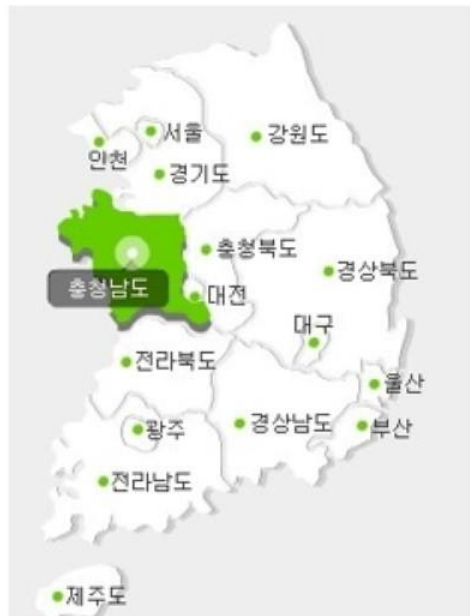 서울
강원도
인천
경기도
충청북도
경상북도
충청남도
대전
대구
전라북도
울산
광주
경상남도
부산
전라남도
제주도